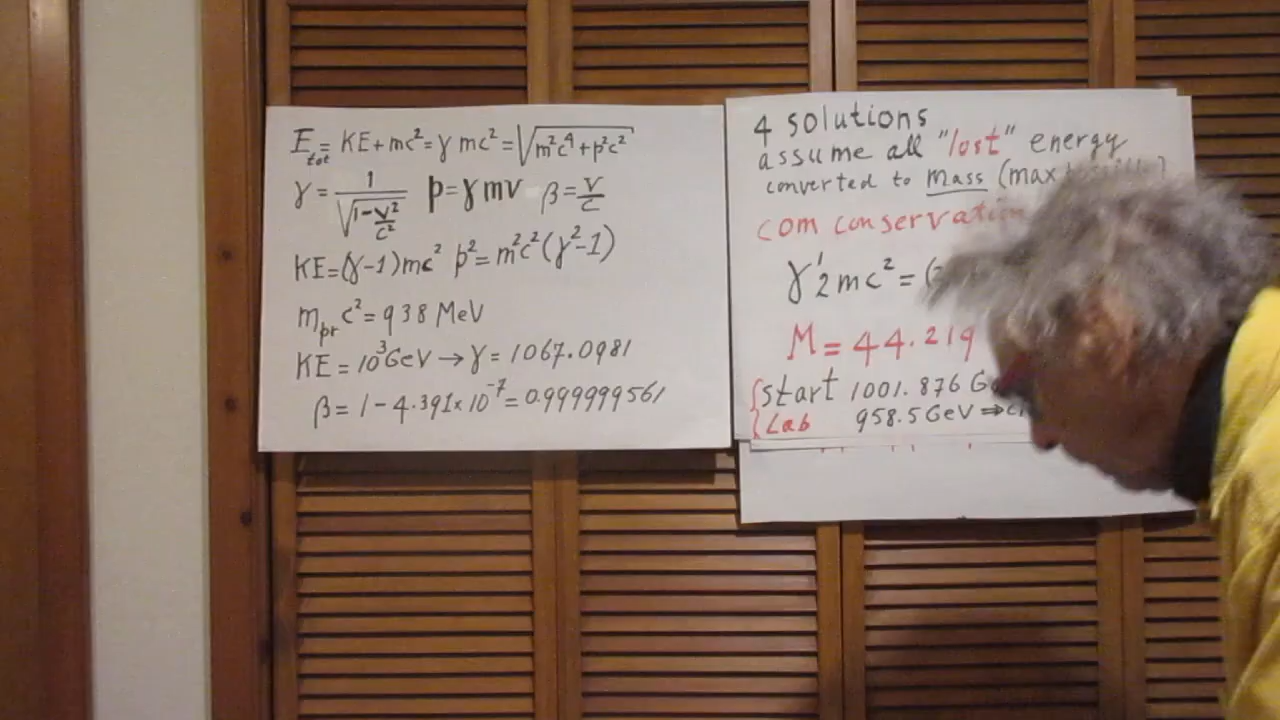 E_tot = KE + mc² = γ mc² = √(m²c⁴ + p²c²)
γ = 1/√(1 - v²/c²)  p = γmv  β = v/c
KE = (γ-1)mc²  p² = m²c²(γ²-1)
m_pr c² = 938 MeV
KE = 10³ GeV → γ = 1067.0981
β = 1 - 4.391 × 10⁻⁷ = 0.999999561
4 solutions
assume all "lost" energy
converted to mass (max
com conservation
γ' 2mc² = (
M = 44.219
start 1001.876
Lab 958.5 GeV ⇒